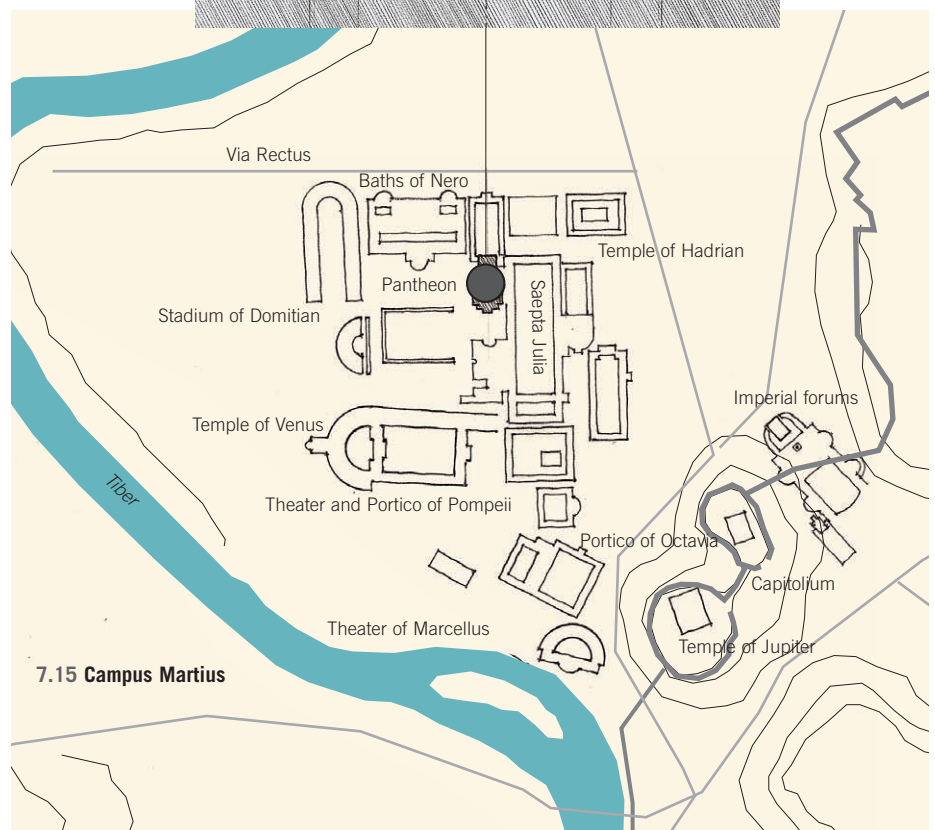 Via Rectus
Baths of Nero
Temple of Hadrian
Pantheon
Saepta Julia
Stadium of Domitian
Imperial forums
Temple of Venus
Tiber
Theater and Portico of Pompeii
Portico of Octavia
Capitolium
Theater of Marcellus
Temple of Jupiter
7.15 Campus Martius